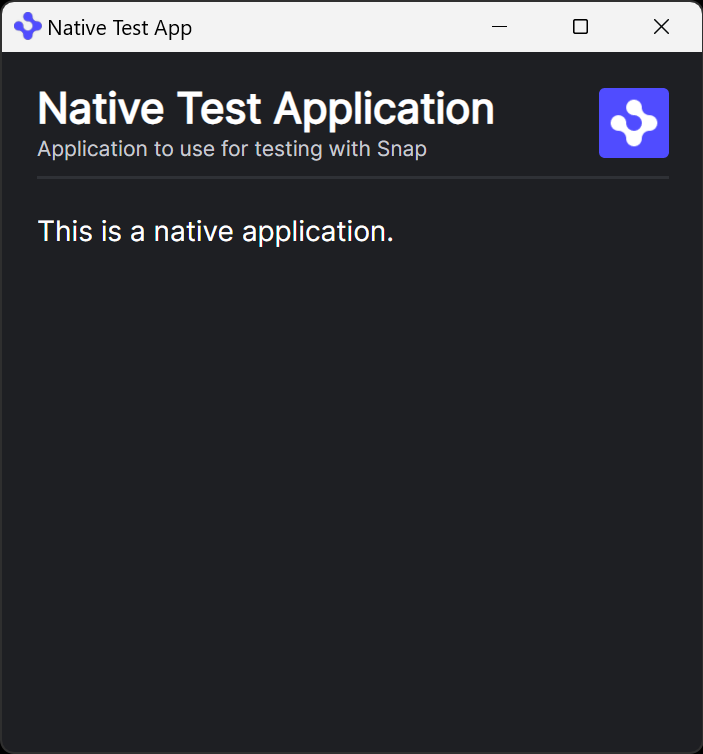 Native Test App
Native Test Application
Application to use for testing with Snap
This is a native application.